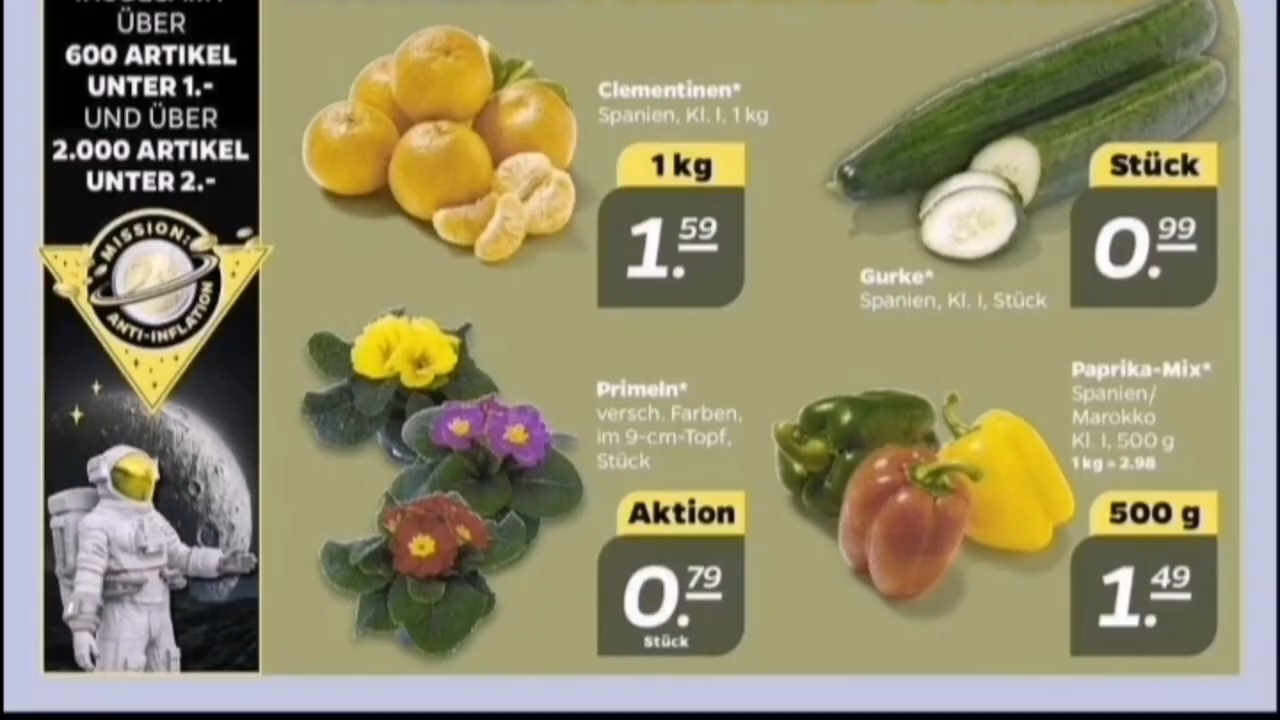 ÜBER
600 ARTIKEL
UNTER 1.-
UND ÜBER
2.000 ARTIKEL
UNTER 2.-
MISSION:
ANTI-INFLATION
Clementinen*
Spanien, Kl. I, 1 kg
1 kg
1.59
Gurke*
Spanien, Kl. I, Stück
Stück
0.99
Primeln*
versch. Farben,
im 9-cm-Topf,
Stück
Aktion
0.79
Stück
Paprika-Mix*
Spanien/
Marokko
Kl. I, 500 g
1 kg = 2.98
500 g
1.49